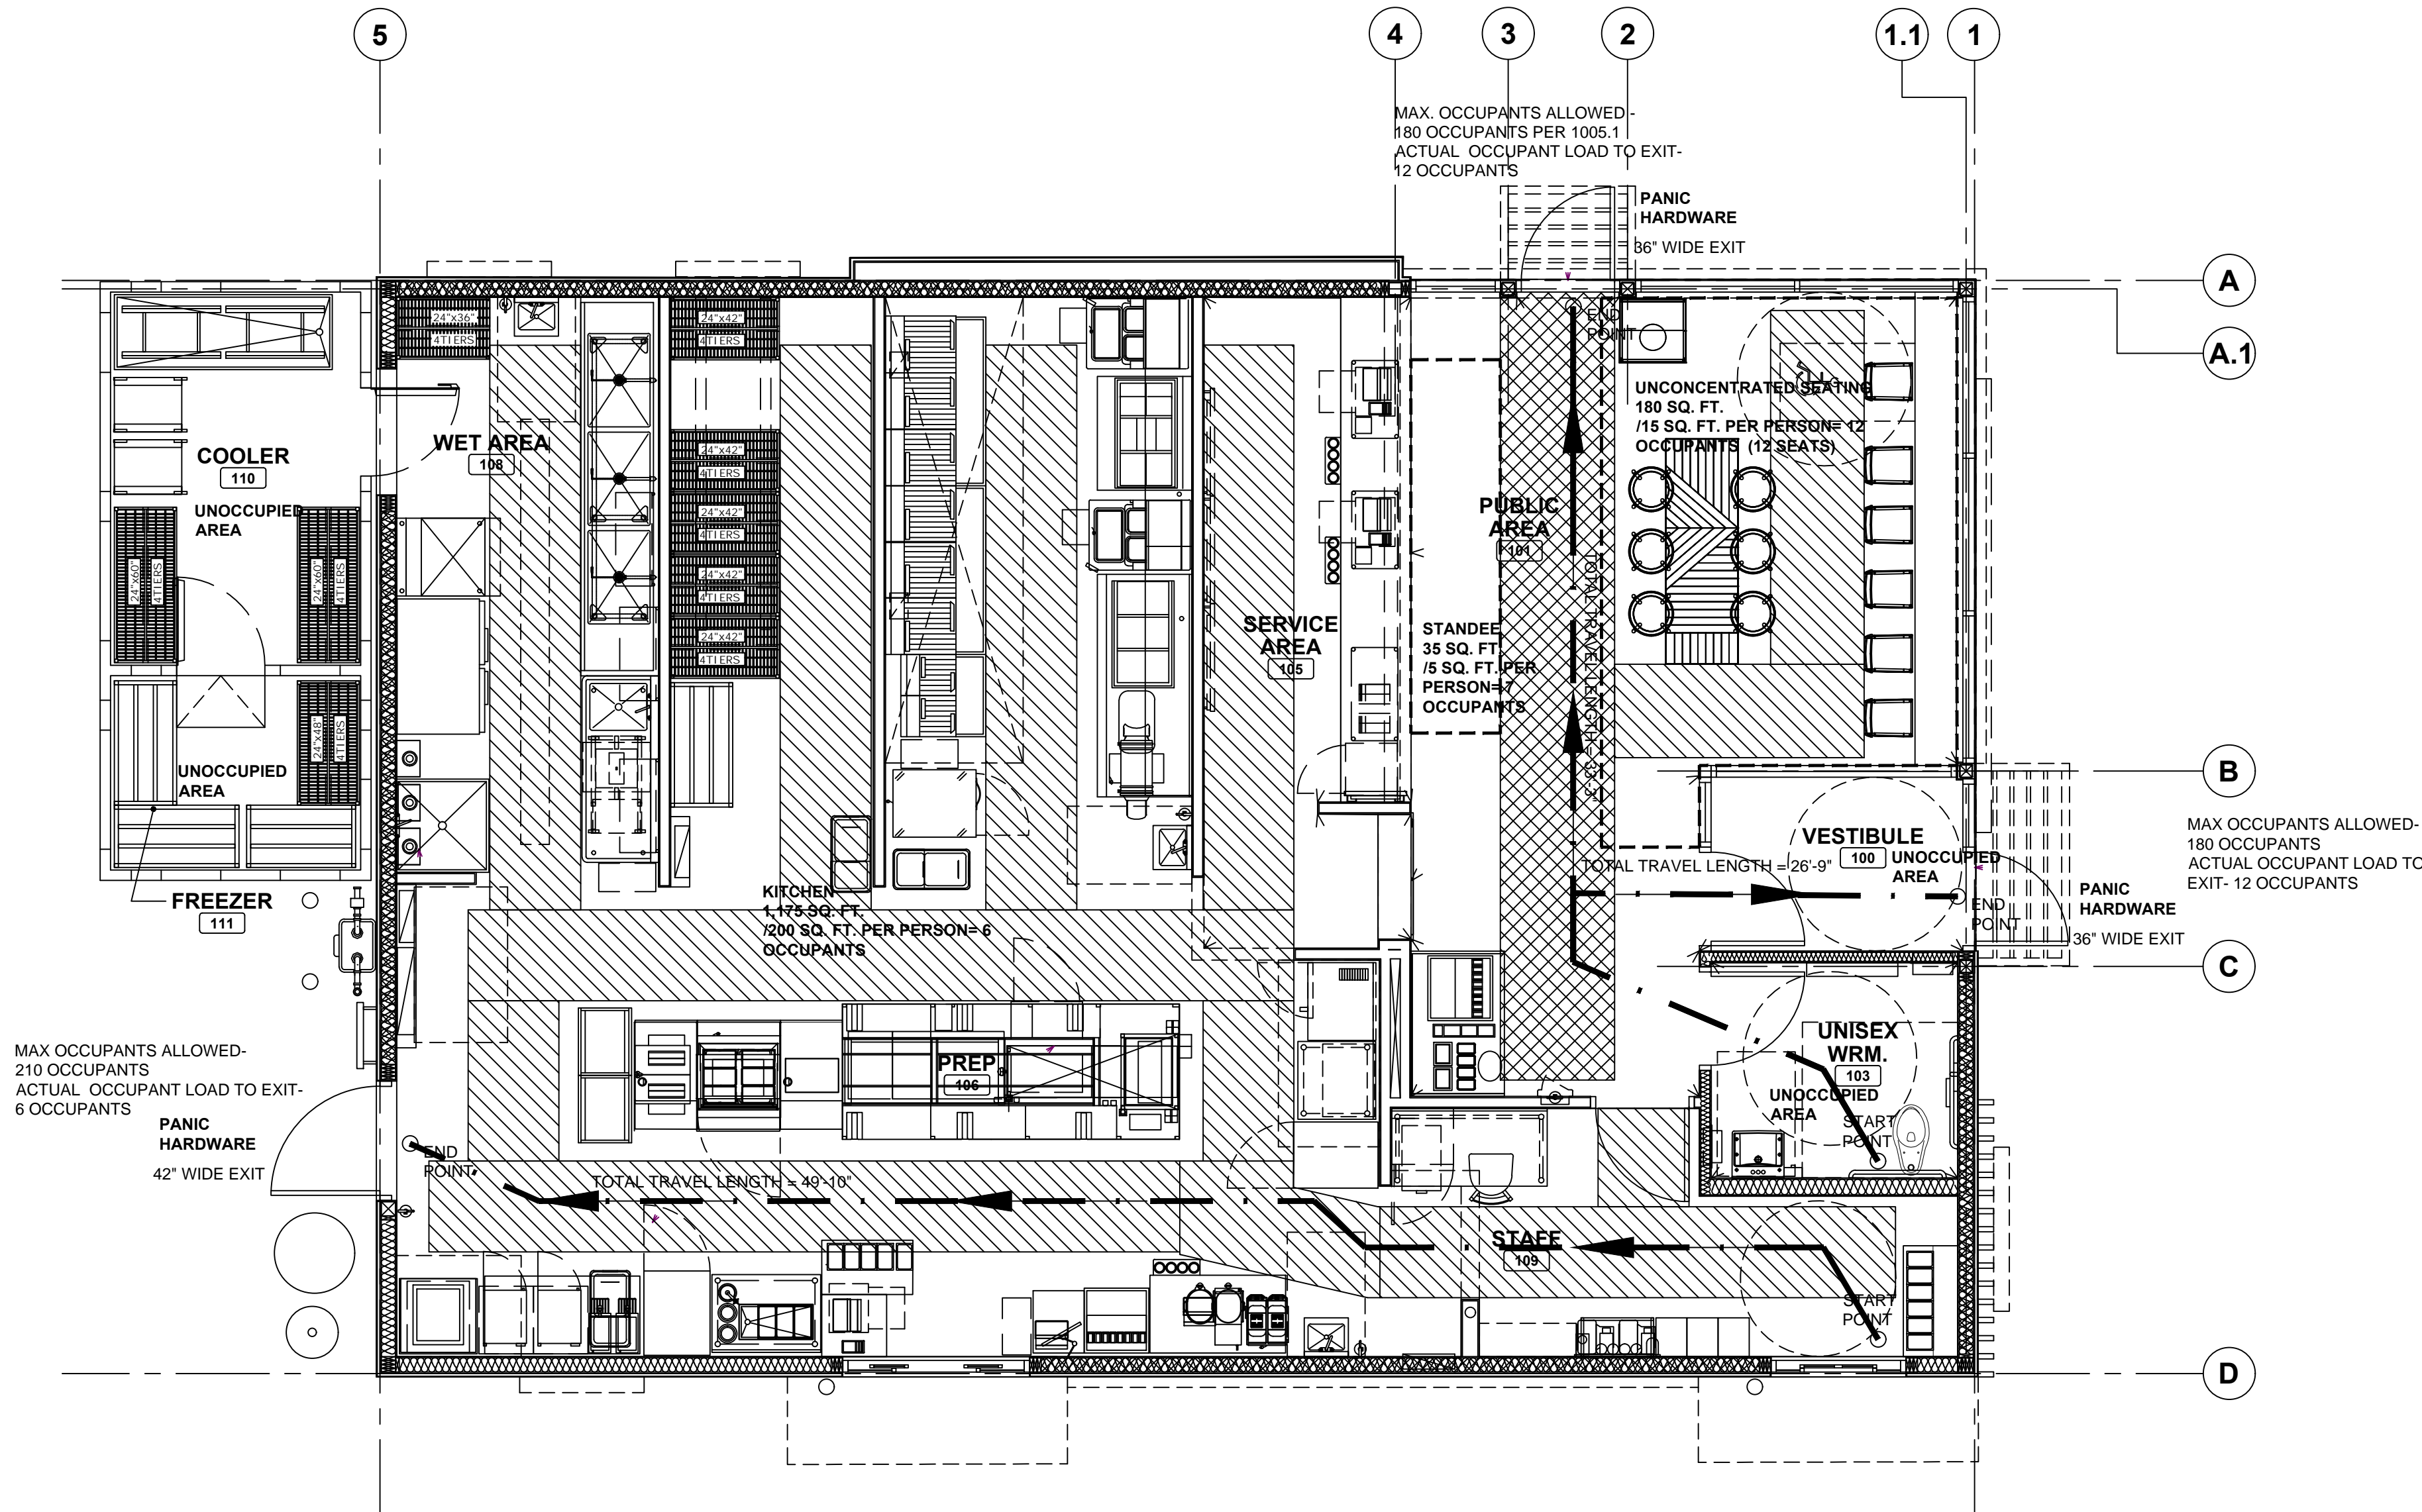 5
4
3
2
1.1
1
MAX. OCCUPANTS ALLOWED -
180 OCCUPANTS PER 1005.1
ACTUAL OCCUPANT LOAD TO EXIT-
12 OCCUPANTS
PANIC
HARDWARE
36" WIDE EXIT
A
A.1
END
POINT
24"x36"
4TIERS
24"x42"
4TIERS
UNCONCENTRATED SEATING
180 SQ. FT.
/15 SQ. FT. PER PERSON= 12
OCCUPANTS (12 SEATS)
COOLER
110
UNOCCUPIED
AREA
WET AREA
108
24"x42"
4TIERS
24"x42"
4TIERS
24"x42"
4TIERS
24"x42"
4TIERS
24"x60"
4TIERS
24"x60"
4TIERS
PUBLIC
AREA
101
TOTAL TRAVEL LENGTH = 33'-3"
SERVICE
AREA
105
STANDEE
35 SQ. FT.
/5 SQ. FT. PER
PERSON= 7
OCCUPANTS
24"x48"
4TIERS
UNOCCUPIED
AREA
FREEZER
111
B
VESTIBULE
100
UNOCCUPIED
AREA
TOTAL TRAVEL LENGTH = 26'-9"
END
POINT
MAX OCCUPANTS ALLOWED-
180 OCCUPANTS
ACTUAL OCCUPANT LOAD TO
EXIT- 12 OCCUPANTS
PANIC
HARDWARE
36" WIDE EXIT
KITCHEN
1,175 SQ. FT.
/200 SQ. FT. PER PERSON= 6
OCCUPANTS
C
UNISEX
WRM.
103
UNOCCUPIED
AREA
START
POINT
PREP
106
MAX OCCUPANTS ALLOWED-
210 OCCUPANTS
ACTUAL OCCUPANT LOAD TO EXIT-
6 OCCUPANTS
PANIC
HARDWARE
42" WIDE EXIT
END
POINT
TOTAL TRAVEL LENGTH = 49'-10"
STAFF
109
START
POINT
D